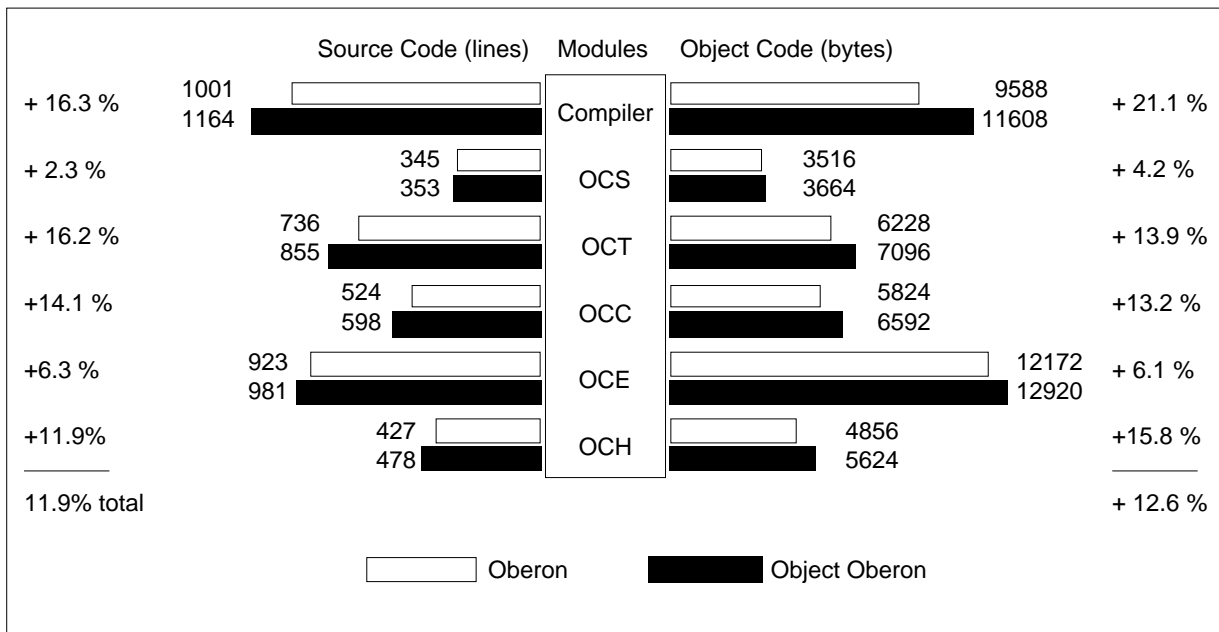 Source Code (lines) Modules Object Code (bytes)
+ 16.3 % 1001 1164 Compiler 9588 11608 + 21.1 %
+ 2.3 % 345 353 OCS 3516 3664 + 4.2 %
+ 16.2 % 736 855 OCT 6228 7096 + 13.9 %
+14.1 % 524 598 OCC 5824 6592 +13.2 %
+6.3 % 923 981 OCE 12172 12920 + 6.1 %
+11.9% 427 478 OCH 4856 5624 +15.8 %
11.9% total + 12.6 %
Oberon Object Oberon